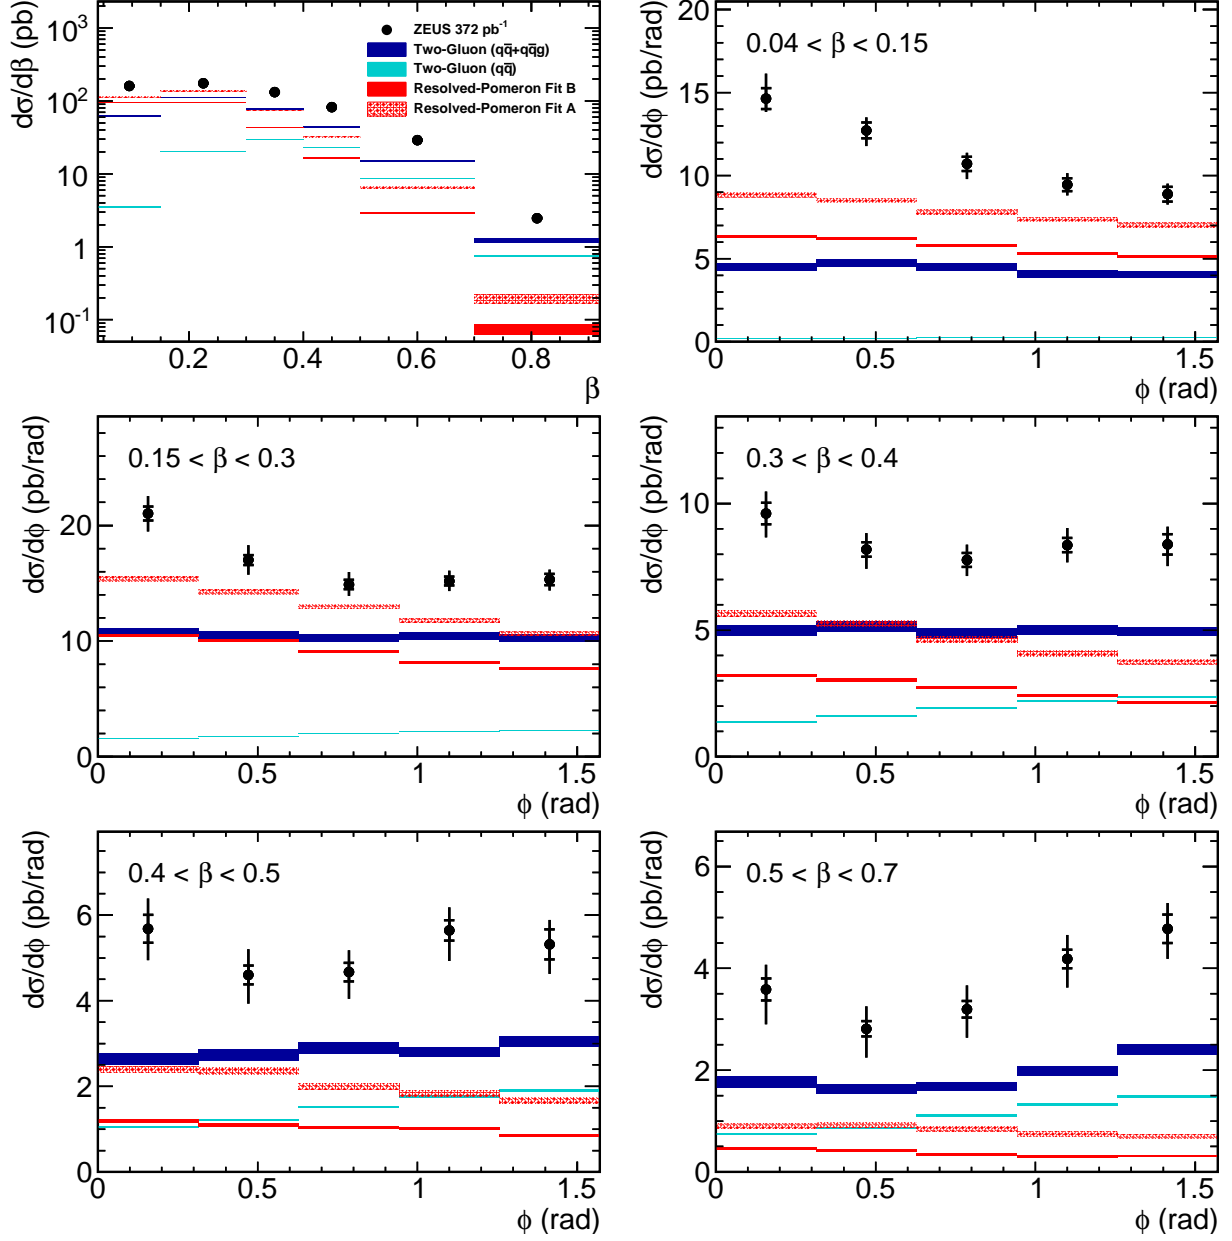 dσ/dβ (pb)
10³
10²
10
1
10⁻¹
ZEUS 372 pb⁻¹
Two-Gluon (qq̅+qq̅g)
Two-Gluon (qq̅)
Resolved-Pomeron Fit B
Resolved-Pomeron Fit A
0.2 0.4 0.6 0.8
β
dσ/dφ (pb/rad)
0.04 < β < 0.15
20
15
10
5
0
0 0.5 1 1.5
φ (rad)
dσ/dφ (pb/rad)
0.15 < β < 0.3
20
10
0
0 0.5 1 1.5
φ (rad)
dσ/dφ (pb/rad)
0.3 < β < 0.4
10
5
0
0 0.5 1 1.5
φ (rad)
dσ/dφ (pb/rad)
0.4 < β < 0.5
6
4
2
0
0 0.5 1 1.5
φ (rad)
dσ/dφ (pb/rad)
0.5 < β < 0.7
6
4
2
0
0 0.5 1 1.5
φ (rad)